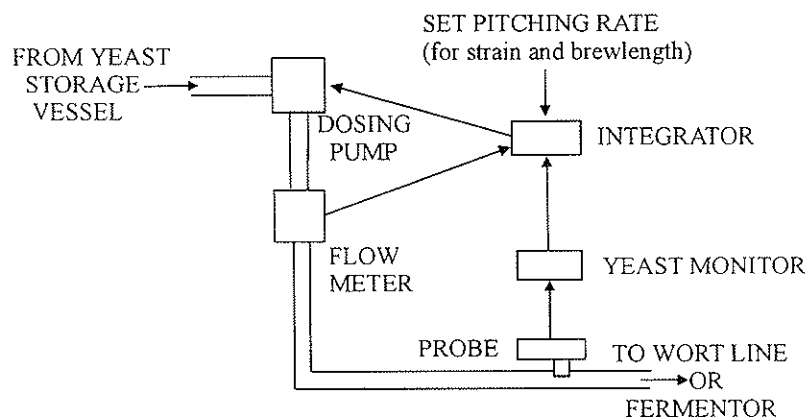 SET PITCHING RATE
(for strain and brewlength)
FROM YEAST
STORAGE
VESSEL
DOSING
PUMP
INTEGRATOR
FLOW
METER
YEAST MONITOR
PROBE
TO WORT LINE
OR
FERMENTOR